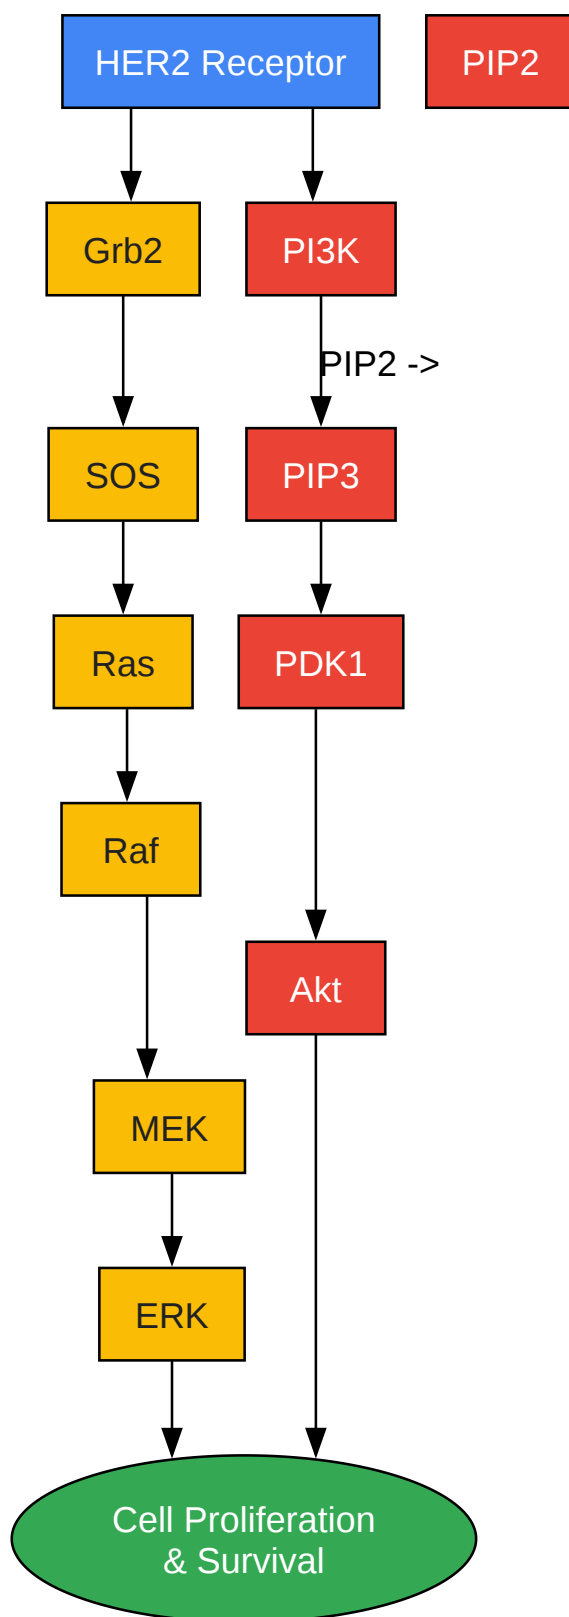 HER2 Receptor
PIP2
Grb2
PI3K
PIP2 ->
SOS
PIP3
Ras
PDK1
Raf
Akt
MEK
ERK
Cell Proliferation
& Survival